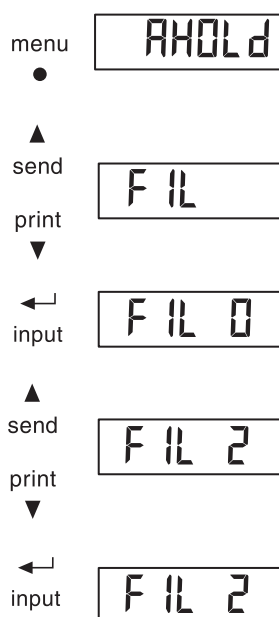 menu
AHOLd
send
print
FIL
input
FIL 0
send
print
FIL 2
input
FIL 2